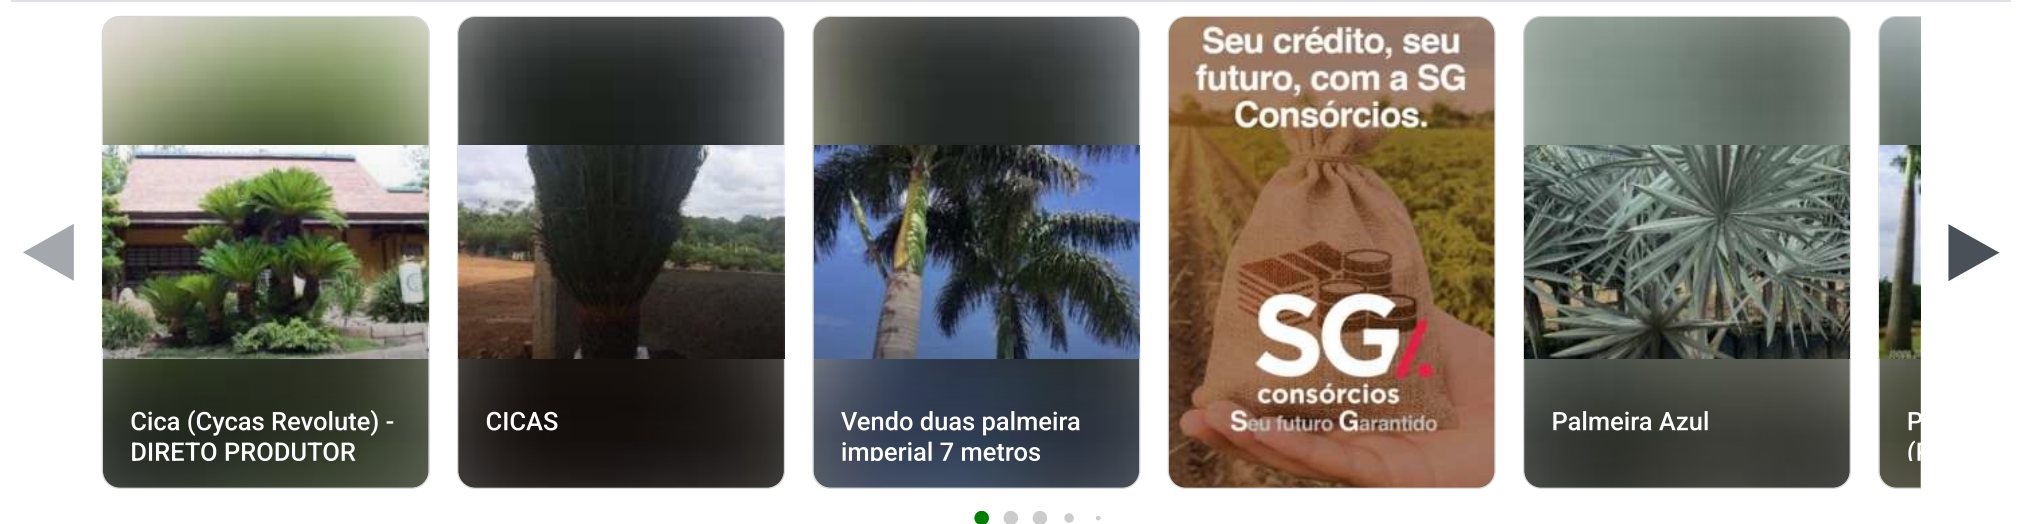 Cica (Cycas Revolute) -
DIRETO PRODUTOR
CICAS
Vendo duas palmeira
imperial 7 metros
Seu crédito, seu
futuro, com a SG
Consórcios.
SG
consórcios
Seu futuro Garantido
Palmeira Azul